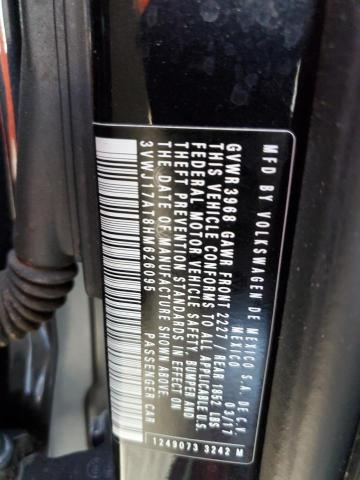 MFD BY VOLKSWAGEN DE MEXICO S.A. DE C.V.
MEXICO 03/17
GVWR 3968 GAWR FRONT 2227/ REAR 1852 LBS
THIS VEHICLE CONFORMS TO ALL APPLICABLE U.S.
FEDERAL MOTOR VEHICLE SAFETY, BUMPER AND
THEFT PREVENTION STANDARDS IN EFFECT ON
THE DATE OF MANUFACTURE SHOWN ABOVE.
3VWJ17AT8HM626095 PASSENGER CAR
1249073 3242 M